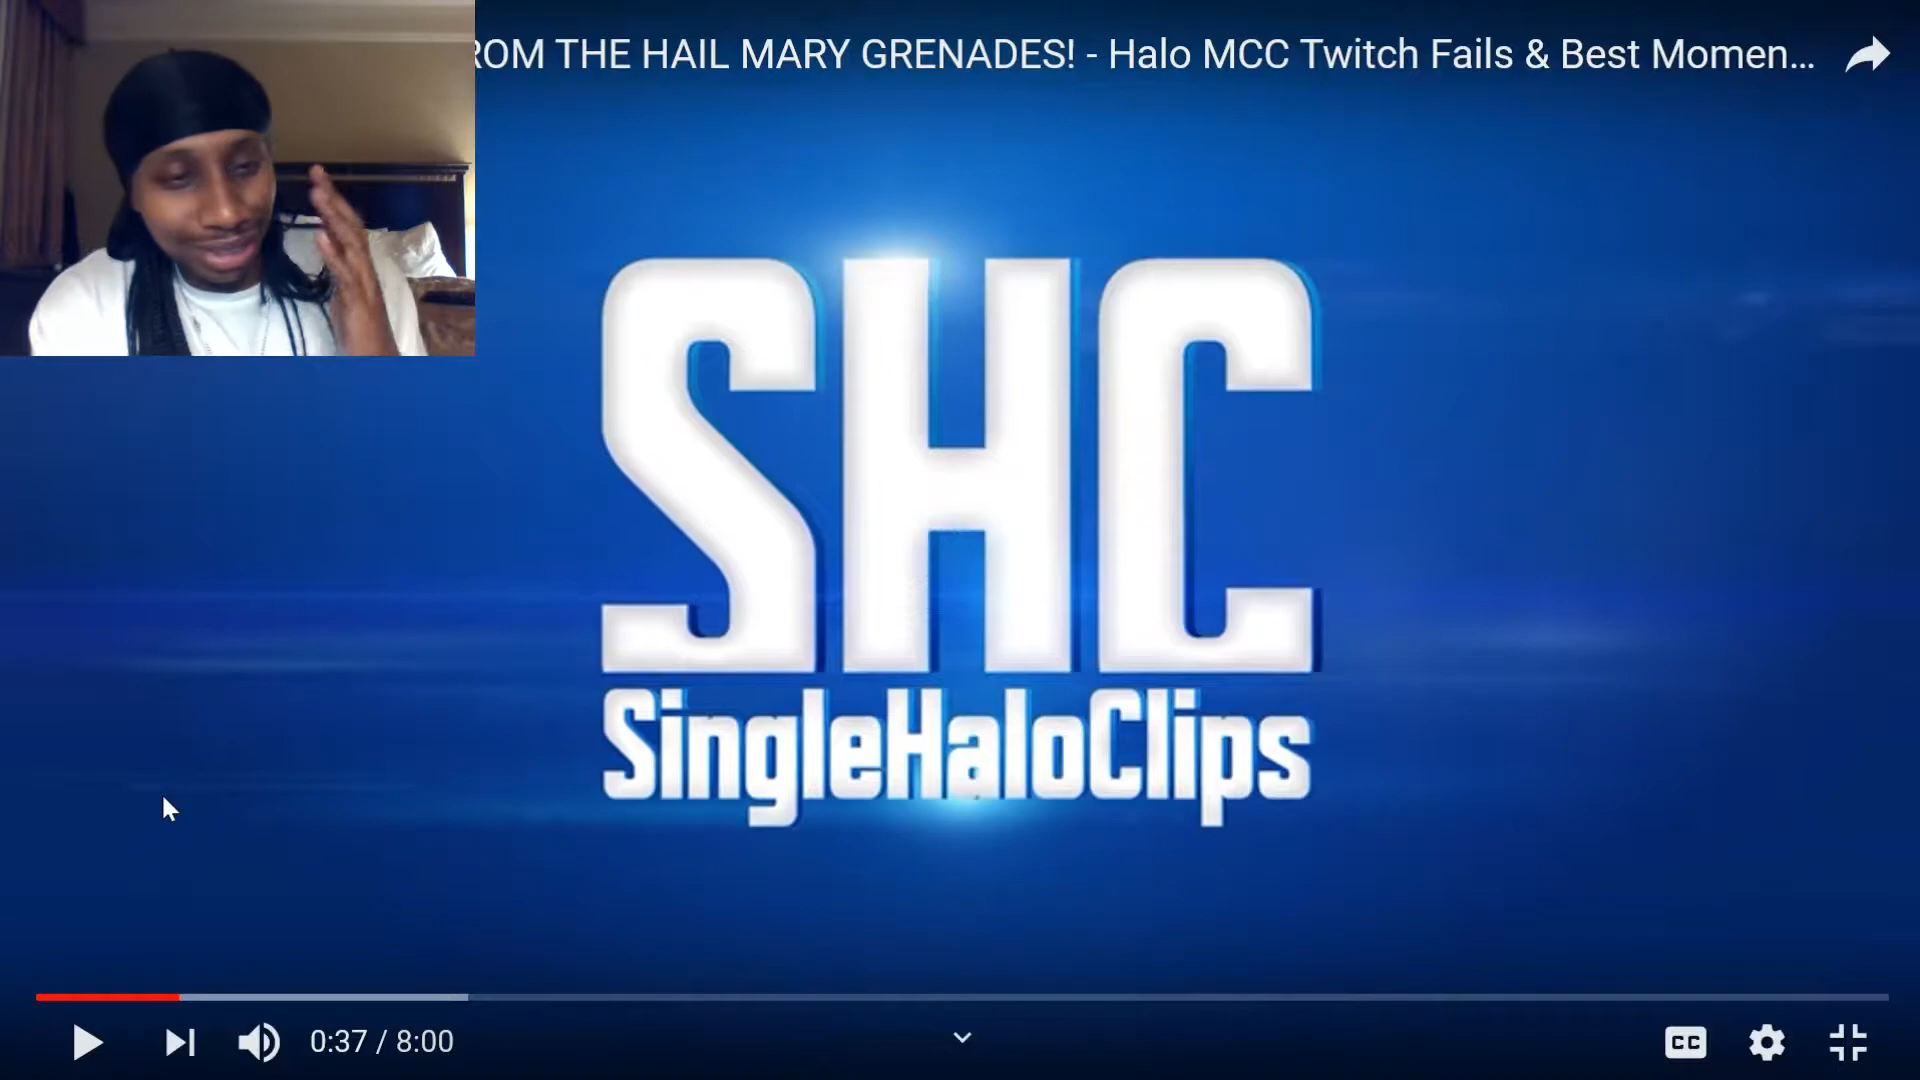 ROM THE HAIL MARY GRENADES! - Halo MCC Twitch Fails & Best Momen...
SHC
SingleHaloClips
0:37 / 8:00
CC